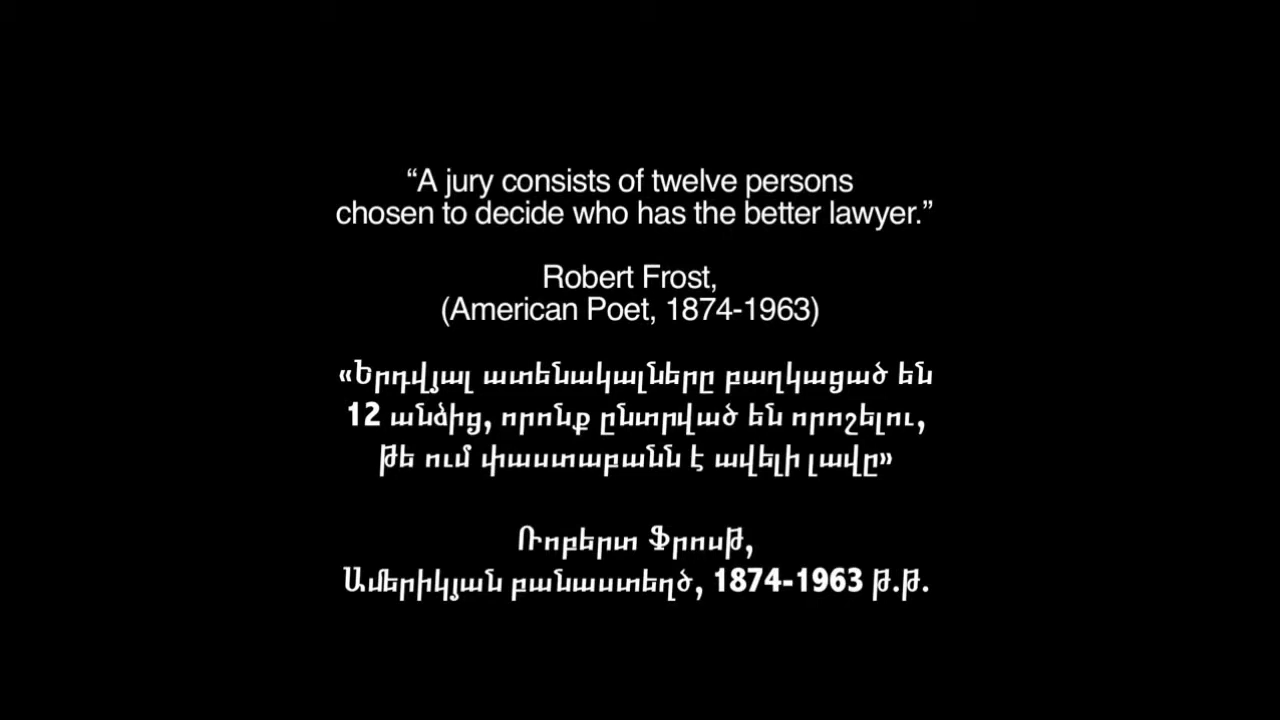 “A jury consists of twelve persons
chosen to decide who has the better lawyer.”
Robert Frost,
(American Poet, 1874-1963)
«Երդվյալ ատենակալները բաղկացած են
12 անձից, որոնք ընտրված են որոշելու,
թե ում փաստաբանն է ավելի լավը»
Ռոբերտ Ֆրոսթ,
Ամերիկյան բանաստեղծ, 1874-1963 թ.թ.